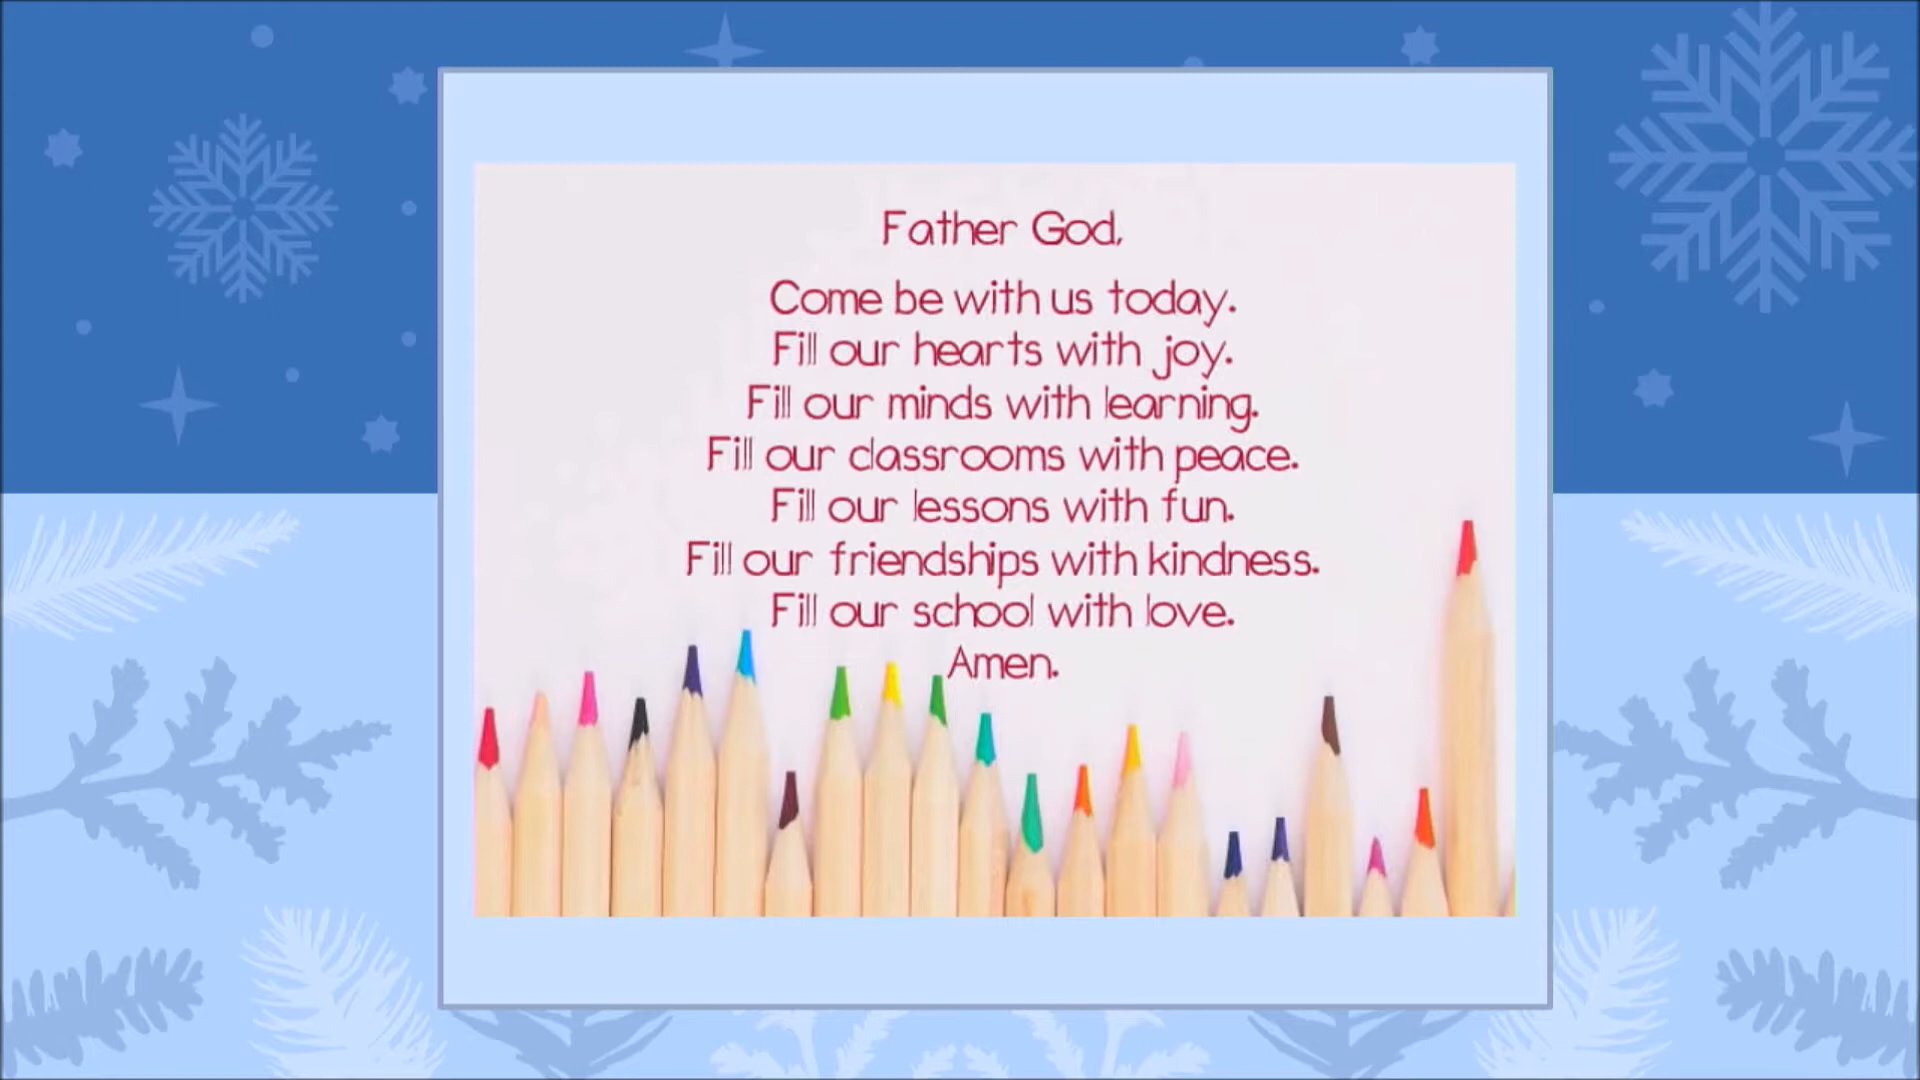 Father God,
Come be with us today.
Fill our hearts with joy.
Fill our minds with learning.
Fill our classrooms with peace.
Fill our lessons with fun.
Fill our friendships with kindness.
Fill our school with love.
Amen.